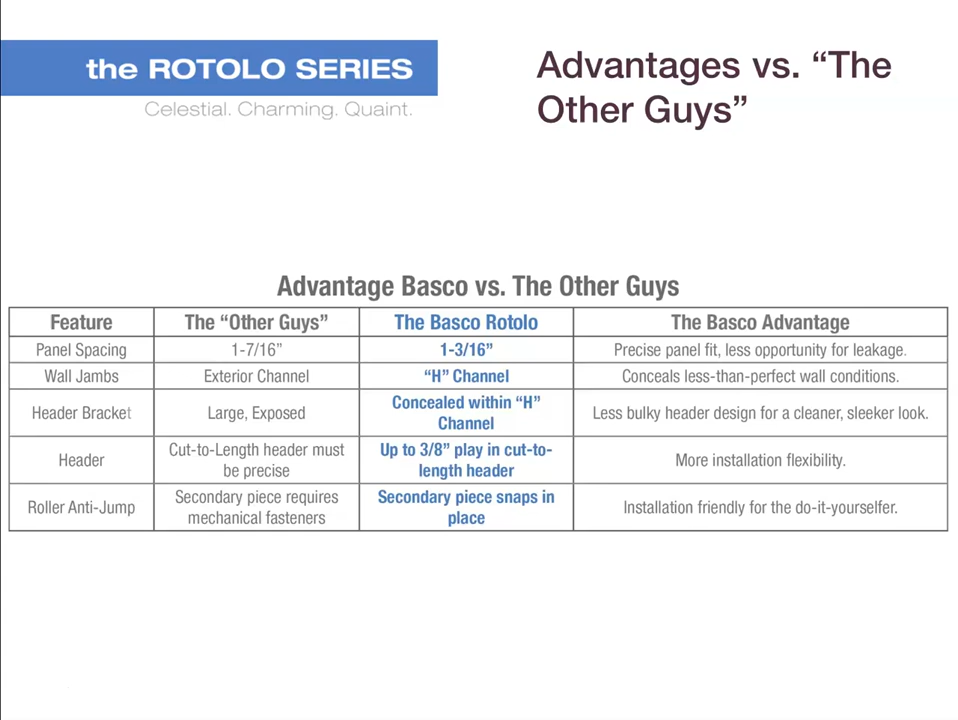 the ROTOLO SERIES
Celestial. Charming. Quaint.
Advantages vs. “The
Other Guys”
Advantage Basco vs. The Other Guys
Feature The “Other Guys” The Basco Rotolo The Basco Advantage
Panel Spacing 1-7/16” 1-3/16” Precise panel fit, less opportunity for leakage.
Wall Jambs Exterior Channel “H” Channel Conceals less-than-perfect wall conditions.
Header Bracket Large, Exposed Concealed within “H”
Channel Less bulky header design for a cleaner, sleeker look.
Header Cut-to-Length header must
be precise Up to 3/8” play in cut-to-
length header More installation flexibility.
Roller Anti-Jump Secondary piece requires
mechanical fasteners Secondary piece snaps in
place Installation friendly for the do-it-yourselfer.